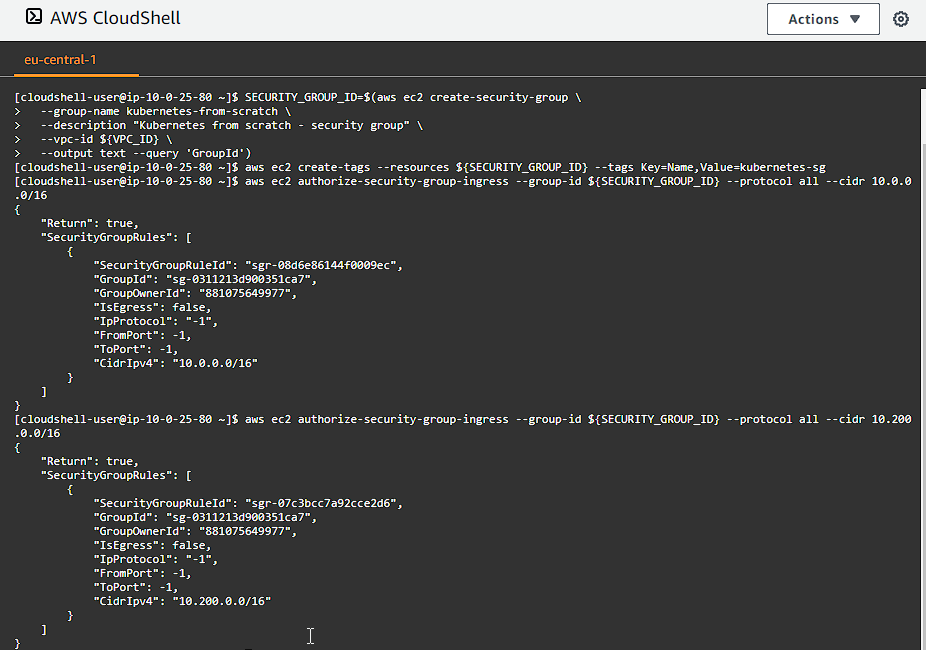 AWS CloudShell
Actions ▼
eu-central-1
[cloudshell-user@ip-10-0-25-80 ~]$ SECURITY_GROUP_ID=$(aws ec2 create-security-group \
>   --group-name kubernetes-from-scratch \
>   --description "Kubernetes from scratch - security group" \
>   --vpc-id ${VPC_ID} \
>   --output text --query 'GroupId')
[cloudshell-user@ip-10-0-25-80 ~]$ aws ec2 create-tags --resources ${SECURITY_GROUP_ID} --tags Key=Name,Value=kubernetes-sg
[cloudshell-user@ip-10-0-25-80 ~]$ aws ec2 authorize-security-group-ingress --group-id ${SECURITY_GROUP_ID} --protocol all --cidr 10.0.0
.0/16
{
    "Return": true,
    "SecurityGroupRules": [
        {
            "SecurityGroupRuleId": "sgr-08d6e86144f0009ec",
            "GroupId": "sg-0311213d900351ca7",
            "GroupOwnerId": "881075649977",
            "IsEgress": false,
            "IpProtocol": "-1",
            "FromPort": -1,
            "ToPort": -1,
            "CidrIpv4": "10.0.0.0/16"
        }
    ]
}
[cloudshell-user@ip-10-0-25-80 ~]$ aws ec2 authorize-security-group-ingress --group-id ${SECURITY_GROUP_ID} --protocol all --cidr 10.200
.0.0/16
{
    "Return": true,
    "SecurityGroupRules": [
        {
            "SecurityGroupRuleId": "sgr-07c3bcc7a92cce2d6",
            "GroupId": "sg-0311213d900351ca7",
            "GroupOwnerId": "881075649977",
            "IsEgress": false,
            "IpProtocol": "-1",
            "FromPort": -1,
            "ToPort": -1,
            "CidrIpv4": "10.200.0.0/16"
        }
    ]
}